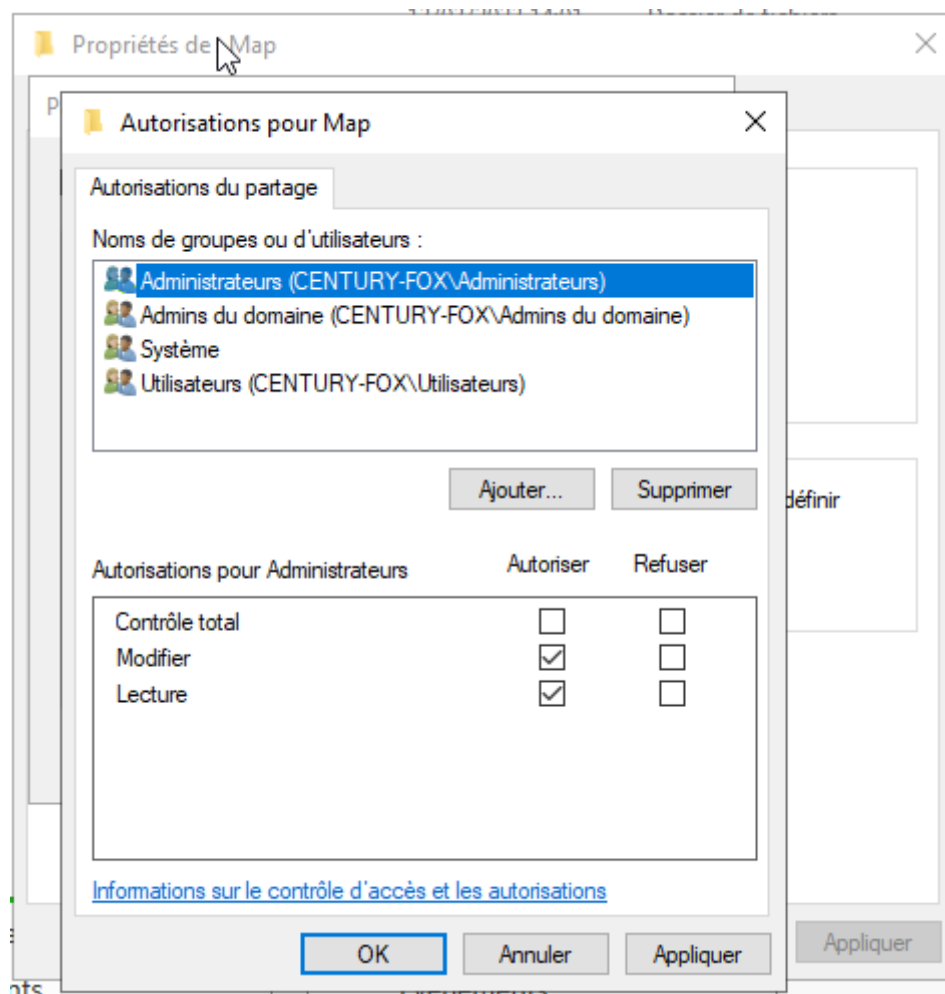 Propriétés de Map
Autorisations pour Map
Autorisations du partage
Noms de groupes ou d'utilisateurs :
Administrateurs (CENTURY-FOX\Administrateurs)
Admins du domaine (CENTURY-FOX\Admins du domaine)
Système
Utilisateurs (CENTURY-FOX\Utilisateurs)
Ajouter... Supprimer
définir
Autorisations pour Administrateurs Autoriser Refuser
Contrôle total
Modifier
Lecture
Informations sur le contrôle d'accès et les autorisations
OK Annuler Appliquer
Appliquer